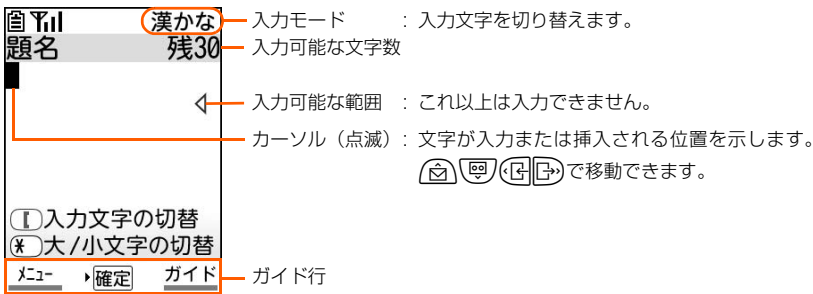 漢かな
入力モード : 入力文字を切り替えます。
題名 残30
入力可能な文字数
入力可能な範囲 : これ以上は入力できません。
カーソル(点滅): 文字が入力または挿入される位置を示します。
で移動できます。
入力文字の切替
＊大/小文字の切替
ﾒﾆｭｰ 確定 ガイド
ガイド行